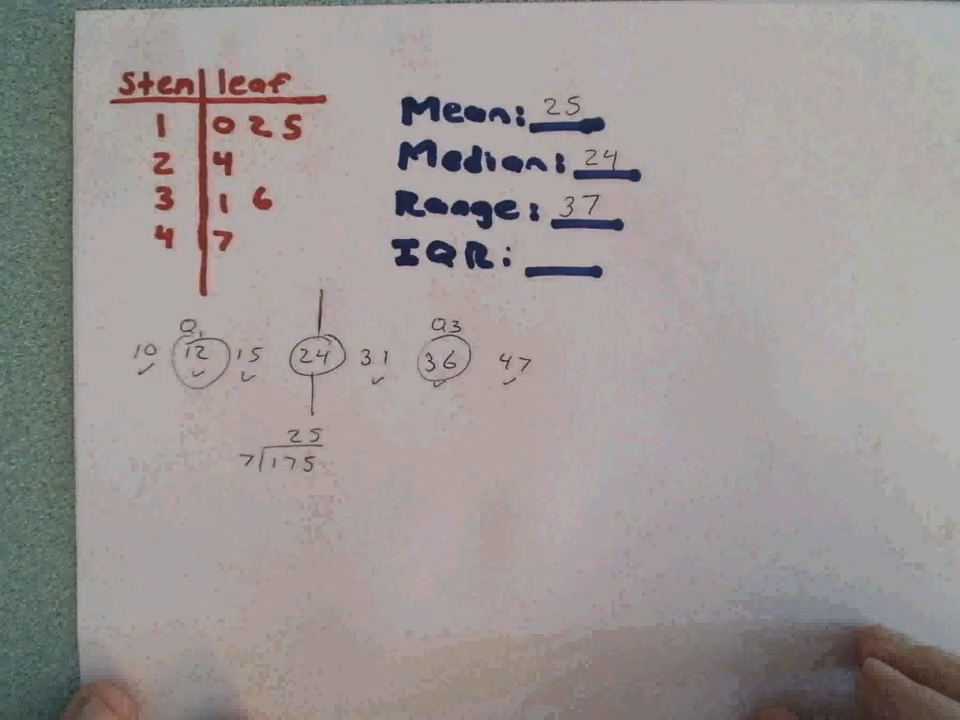 Sten leaf
1 0 2 5
2 4
3 1 6
4 7
Mean: 25
Median: 24
Range: 37
IQR:
Q1 Q3
10 12 15 24 31 36 47
25
7 175